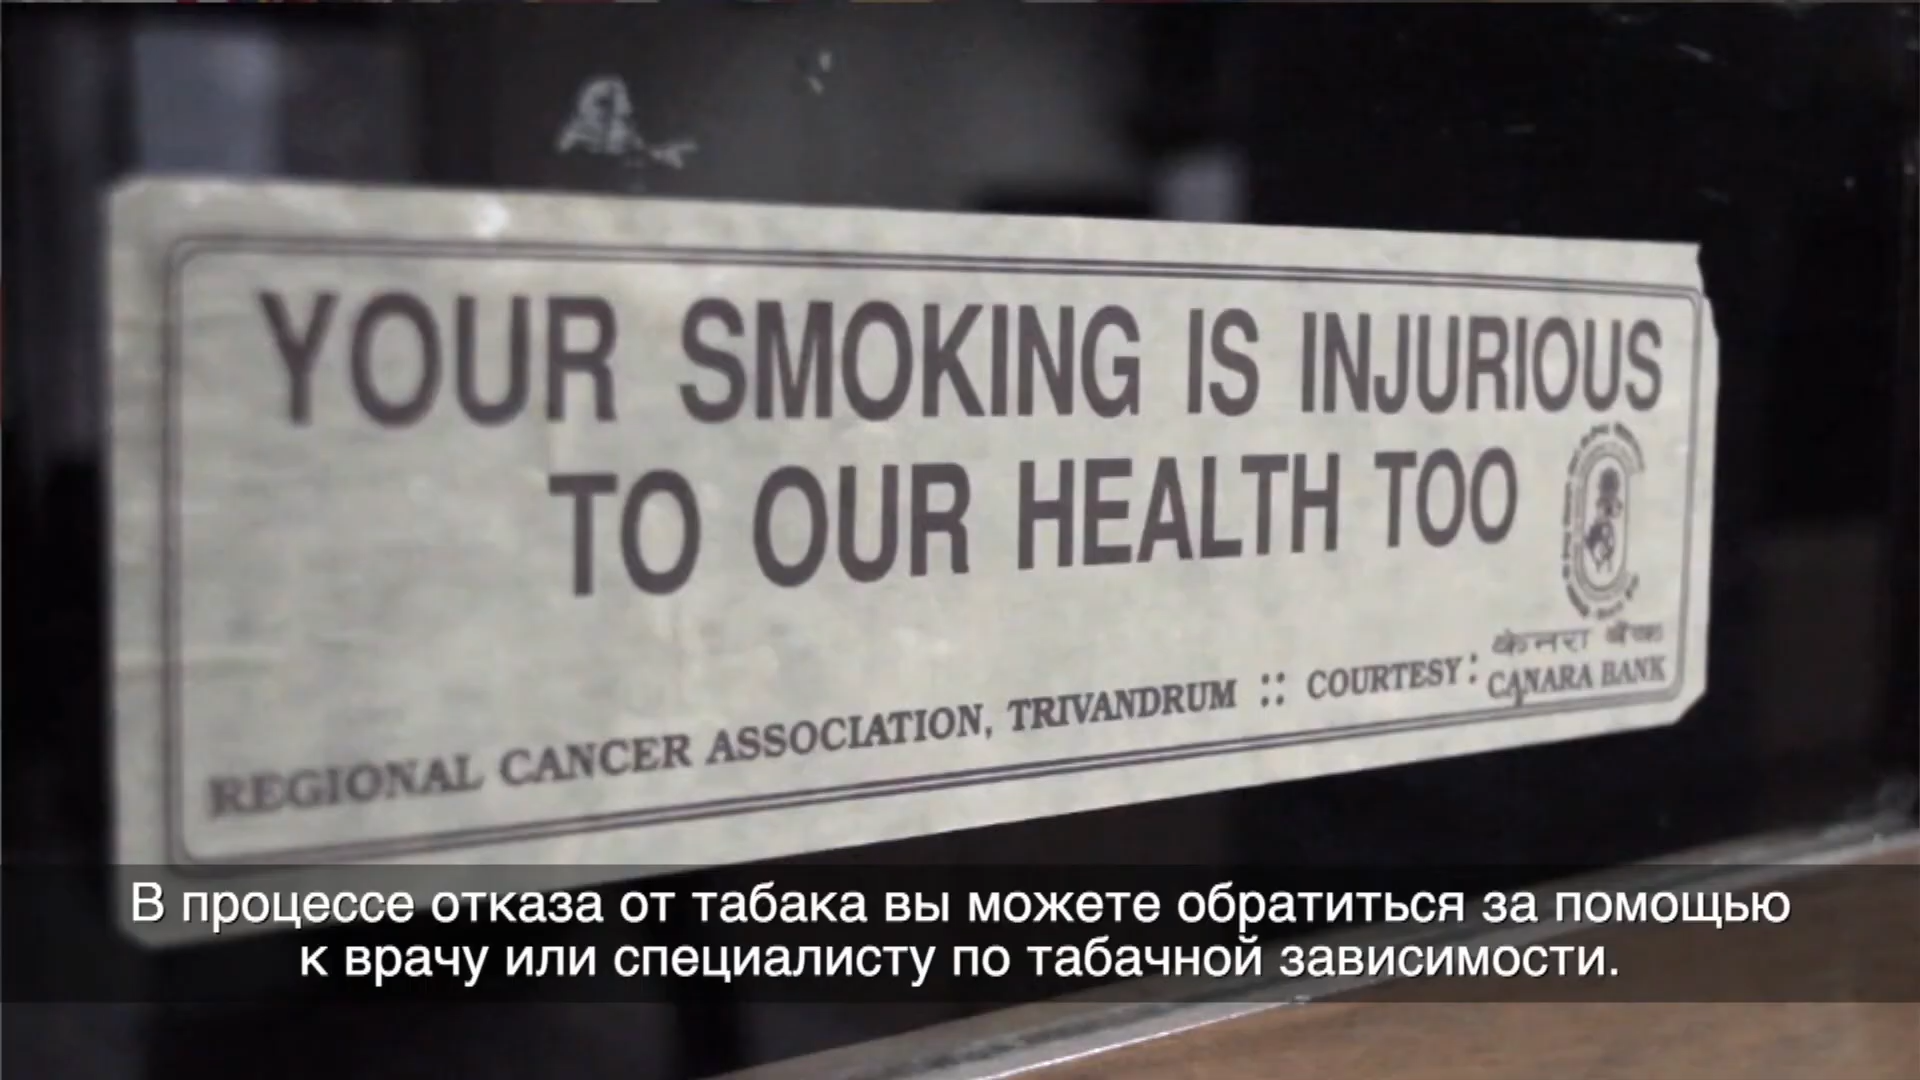 YOUR SMOKING IS INJURIOUS
TO OUR HEALTH TOO
केनरा बैंक
REGIONAL CANCER ASSOCIATION, TRIVANDRUM :: COURTESY: CANARA BANK
В процессе отказа от табака вы можете обратиться за помощью
к врачу или специалисту по табачной зависимости.